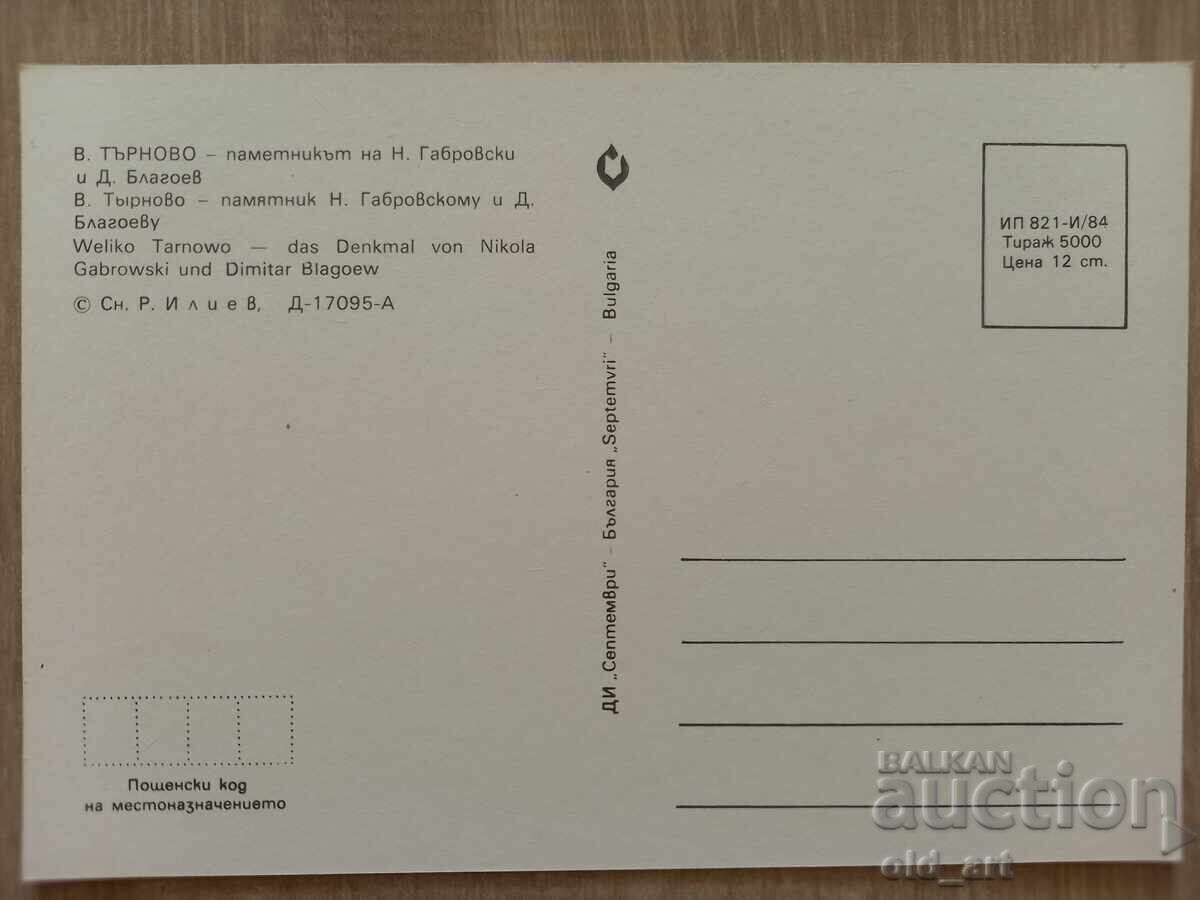 В. ТЪРНОВО – паметникът на Н. Габровски
и Д. Благоев
В. Тырново – памятник Н. Габровскому и Д.
Благоеву
Weliko Tarnowo — das Denkmal von Nikola
Gabrowski und Dimitar Blagoew
© Сн. Р. Илиев, Д-17095-А
ДИ „Септември" – България „Septemvri" – Bulgaria
ИП 821-И/84
Тираж 5000
Цена 12 ст.
Пощенски код
на местоназначението
BALKAN
auction
old_art